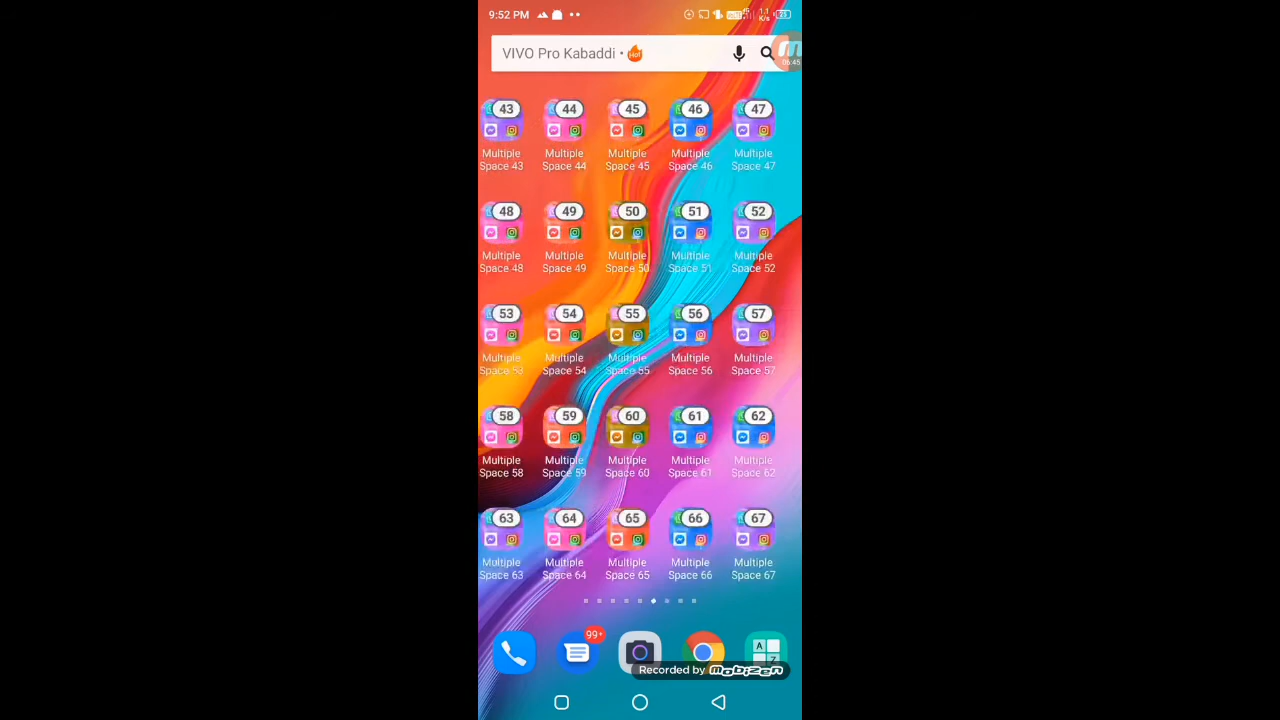 9:52 PM
1.1
K/s
VIVO Pro Kabaddi • Hot
06:45
43 44 45 46 47
Multiple Multiple Multiple Multiple Multiple
Space 43 Space 44 Space 45 Space 46 Space 47
48 49 50 51 52
Multiple Multiple Multiple Multiple Multiple
Space 48 Space 49 Space 50 Space 51 Space 52
53 54 55 56 57
Multiple Multiple Multiple Multiple Multiple
Space 53 Space 54 Space 55 Space 56 Space 57
58 59 60 61 62
Multiple Multiple Multiple Multiple Multiple
Space 58 Space 59 Space 60 Space 61 Space 62
63 64 65 66 67
Multiple Multiple Multiple Multiple Multiple
Space 63 Space 64 Space 65 Space 66 Space 67
99+
A
Z
Recorded by mobizen